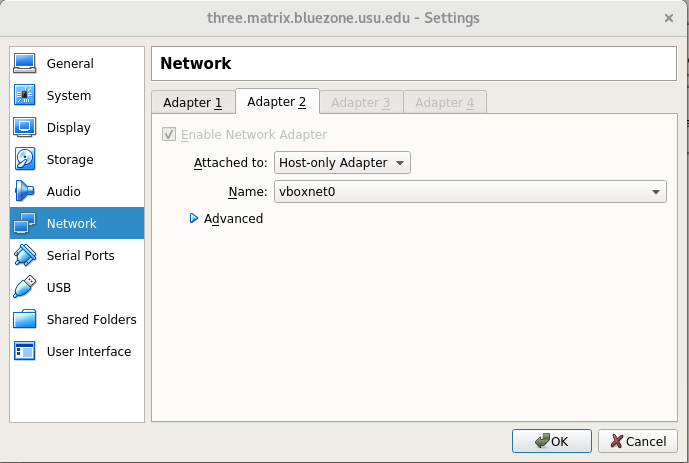 three.matrix.bluezone.usu.edu - Settings
General
System
Display
Storage
Audio
Network
Serial Ports
USB
Shared Folders
User Interface
Network
Adapter 1 Adapter 2 Adapter 3 Adapter 4
Enable Network Adapter
Attached to: Host-only Adapter
Name: vboxnet0
Advanced
OK Cancel